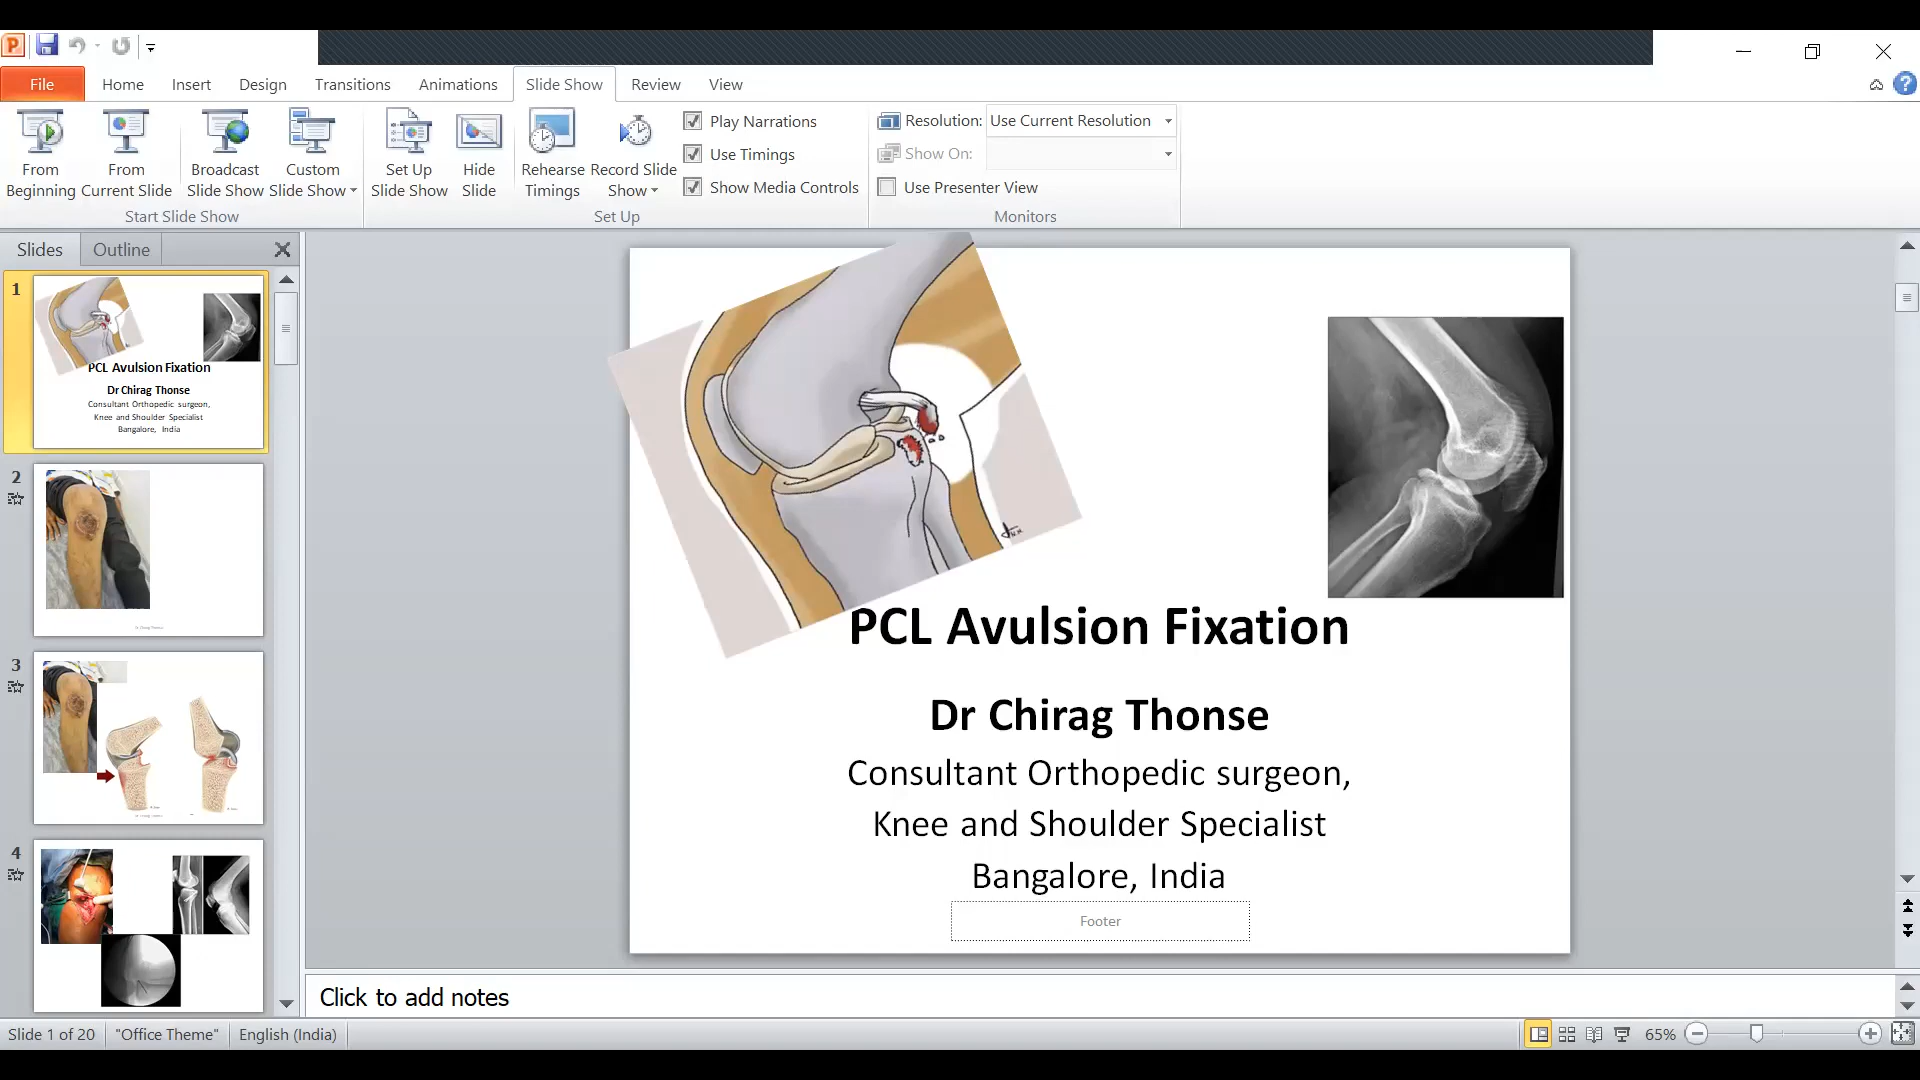 File
Home
Insert
Design
Transitions
Animations
Slide Show
Review
View
From Beginning
From Current Slide
Broadcast Slide Show
Custom Slide Show
Set Up Slide Show
Hide Slide
Rehearse Timings
Record Slide Show
Play Narrations
Use Timings
Show Media Controls
Resolution: Use Current Resolution
Show On:
Use Presenter View
Start Slide Show
Set Up
Monitors
Slides
Outline
1
PCL Avulsion Fixation
Dr Chirag Thonse
Consultant Orthopedic surgeon,
Knee and Shoulder Specialist
Bangalore, India
2
3
4
PCL Avulsion Fixation
Dr Chirag Thonse
Consultant Orthopedic surgeon,
Knee and Shoulder Specialist
Bangalore, India
Footer
Click to add notes
Slide 1 of 20
"Office Theme"
English (India)
65%